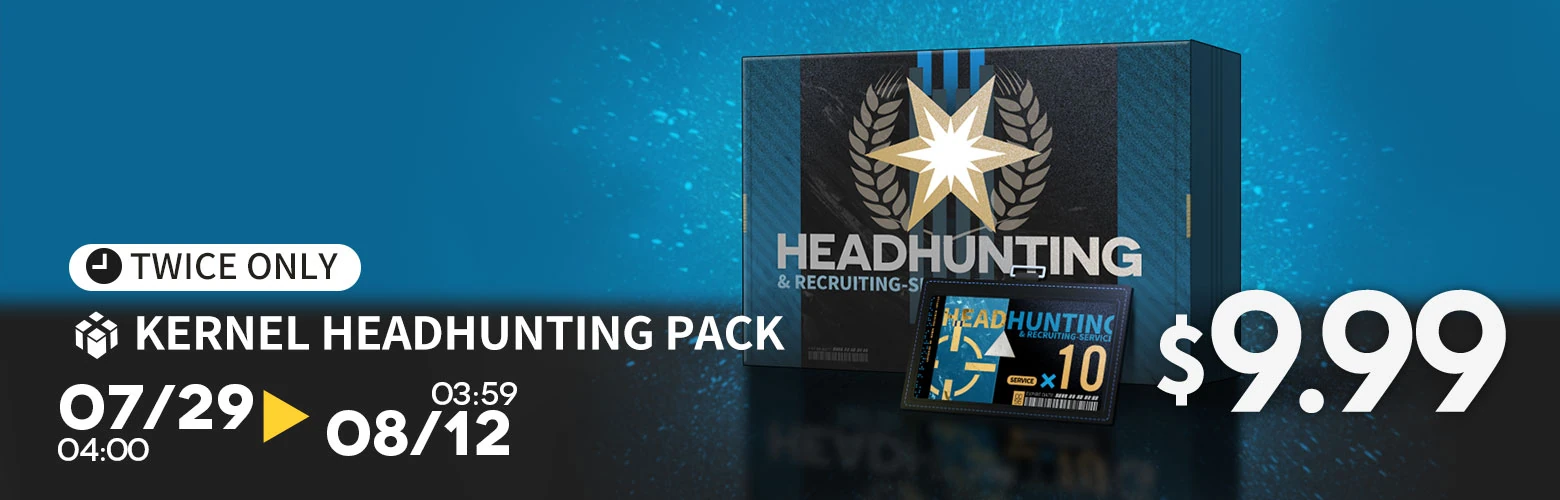 TWICE ONLY
KERNEL HEADHUNTING PACK
07/29
04:00
03:59
08/12
HEADHUNTING
& RECRUITING-S
HEADHUNTING
& RECRUITING-SERVICE
SERVICE ×10
$9.99